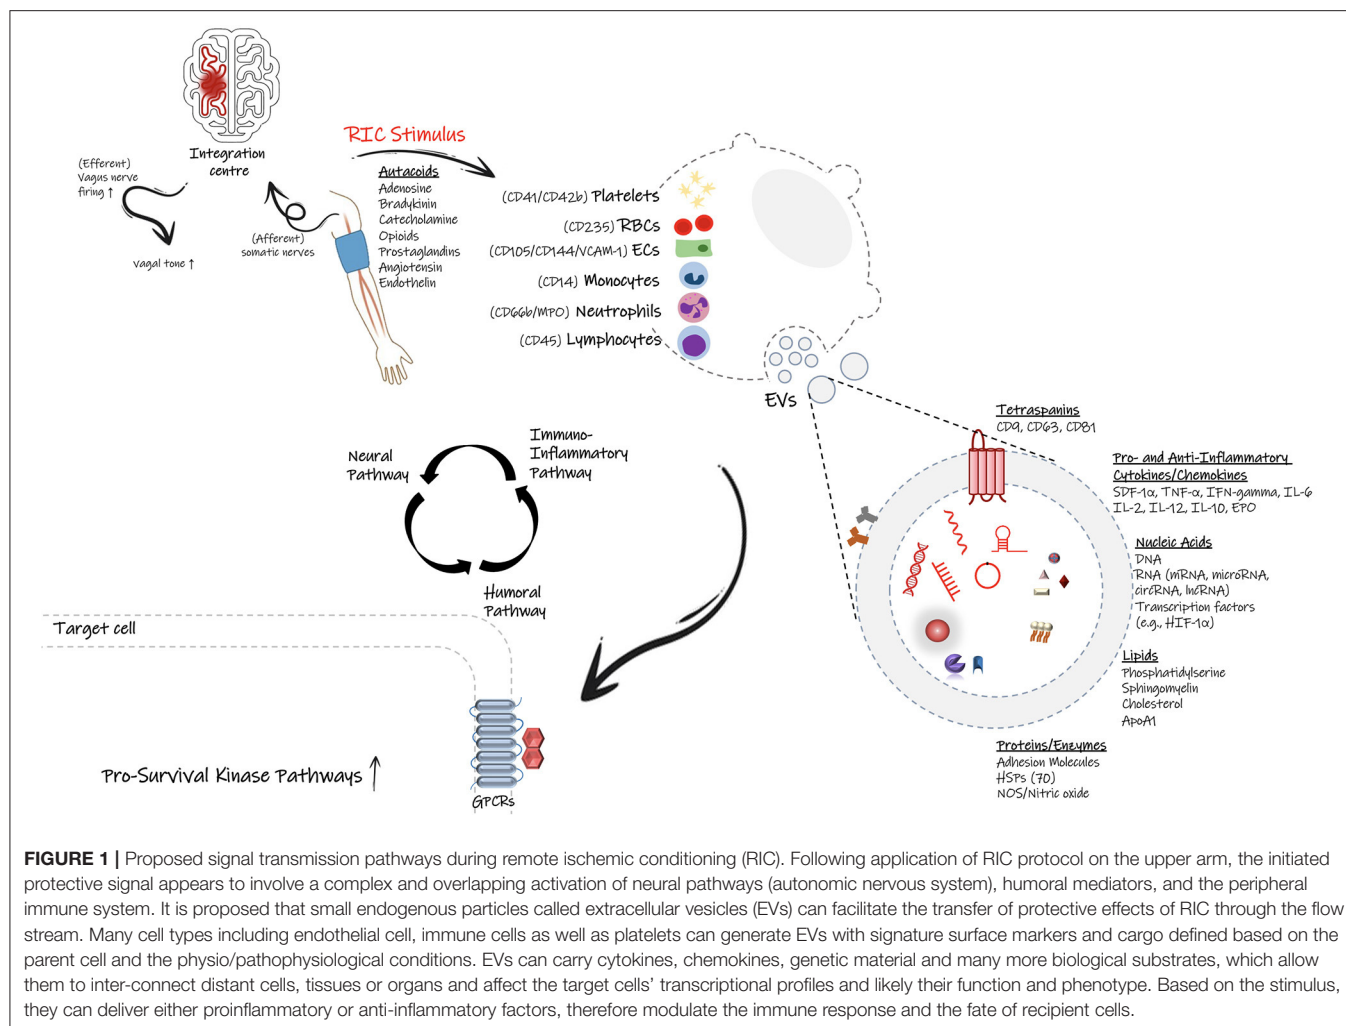 Integration
centre
(Efferent)
Vagus nerve
firing ↑
Vagal tone ↑
(Afferent)
somatic nerves
RIC Stimulus
Autacoids
Adenosine
Bradykinin
Catecholamine
Opioids
Prostaglandins
Angiotensin
Endothelin
(CD41/CD42b) Platelets
(CD235) RBCs
(CD105/CD144/VCAM-1) ECs
(CD14) Monocytes
(CD66b/MPO) Neutrophils
(CD45) Lymphocytes
EVs
Neural
Pathway
Immuno-
Inflammatory
Pathway
Humoral
Pathway
Tetraspanins
CD9, CD63, CD81
Pro- and Anti-Inflammatory
Cytokines/Chemokines
SDF-1α, TNF-α, IFN-gamma, IL-6
IL-2, IL-12, IL-10, EPO
Nucleic Acids
DNA
RNA (mRNA, microRNA,
circRNA, lncRNA)
Transcription factors
(e.g., HIF-1α)
Lipids
Phosphatidylserine
Sphingomyelin
Cholesterol
ApoA1
Proteins/Enzymes
Adhesion Molecules
HSPs (70)
NOS/Nitric oxide
Target cell
Pro-Survival Kinase Pathways ↑
GPCRs
FIGURE 1 | Proposed signal transmission pathways during remote ischemic conditioning (RIC). Following application of RIC protocol on the upper arm, the initiated
protective signal appears to involve a complex and overlapping activation of neural pathways (autonomic nervous system), humoral mediators, and the peripheral
immune system. It is proposed that small endogenous particles called extracellular vesicles (EVs) can facilitate the transfer of protective effects of RIC through the flow
stream. Many cell types including endothelial cell, immune cells as well as platelets can generate EVs with signature surface markers and cargo defined based on the
parent cell and the physio/pathophysiological conditions. EVs can carry cytokines, chemokines, genetic material and many more biological substrates, which allow
them to inter-connect distant cells, tissues or organs and affect the target cells' transcriptional profiles and likely their function and phenotype. Based on the stimulus,
they can deliver either proinflammatory or anti-inflammatory factors, therefore modulate the immune response and the fate of recipient cells.